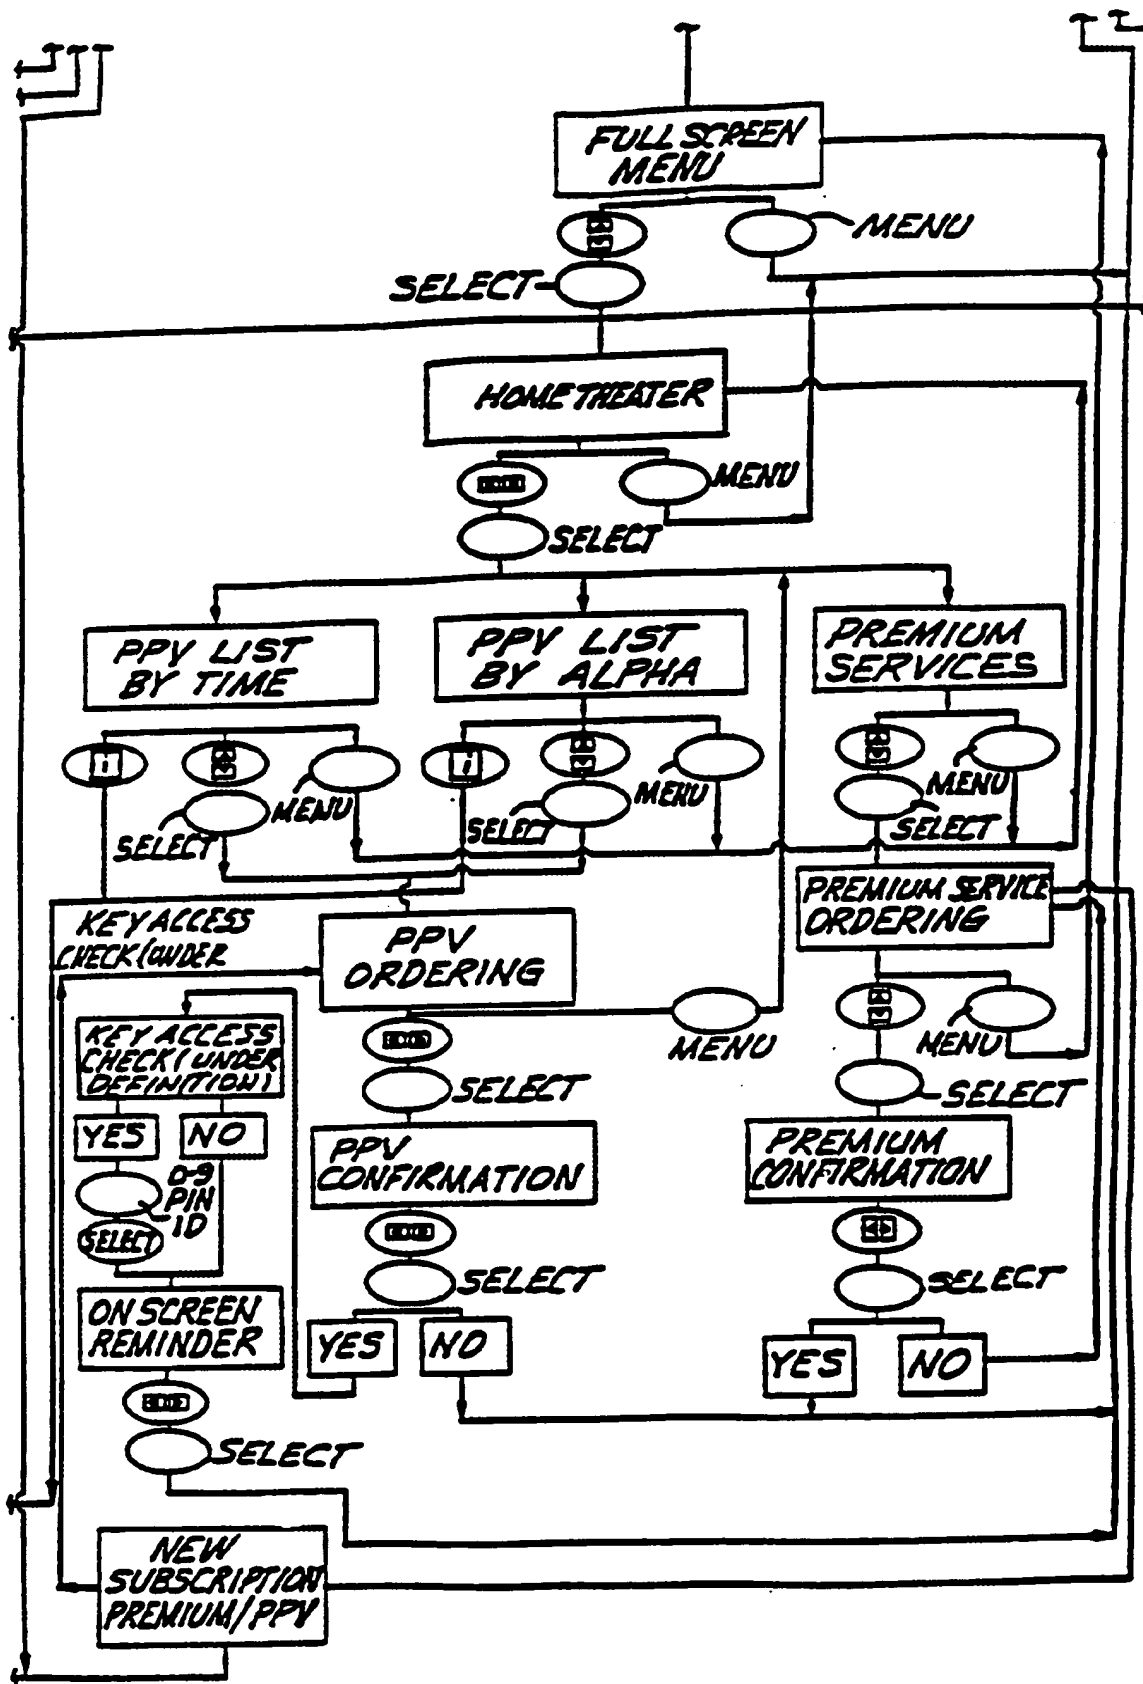 FULL SCREEN
MENU
MENU
SELECT
HOME THEATER
MENU
SELECT
PPV LIST
BY TIME
PPV LIST
BY ALPHA
PREMIUM
SERVICES
i
SELECT
MENU
i
SELECT
MENU
MENU
SELECT
KEY ACCESS
CHECK (UNDER
PPV
ORDERING
PREMIUM SERVICE
ORDERING
MENU
MENU
KEY ACCESS
CHECK (UNDER
DEFINITION)
SELECT
SELECT
YES
NO
0-9
PIN
ID
SELECT
PPV
CONFIRMATION
PREMIUM
CONFIRMATION
SELECT
SELECT
ON SCREEN
REMINDER
YES
NO
YES
NO
SELECT
NEW
SUBSCRIPTION
PREMIUM/PPV